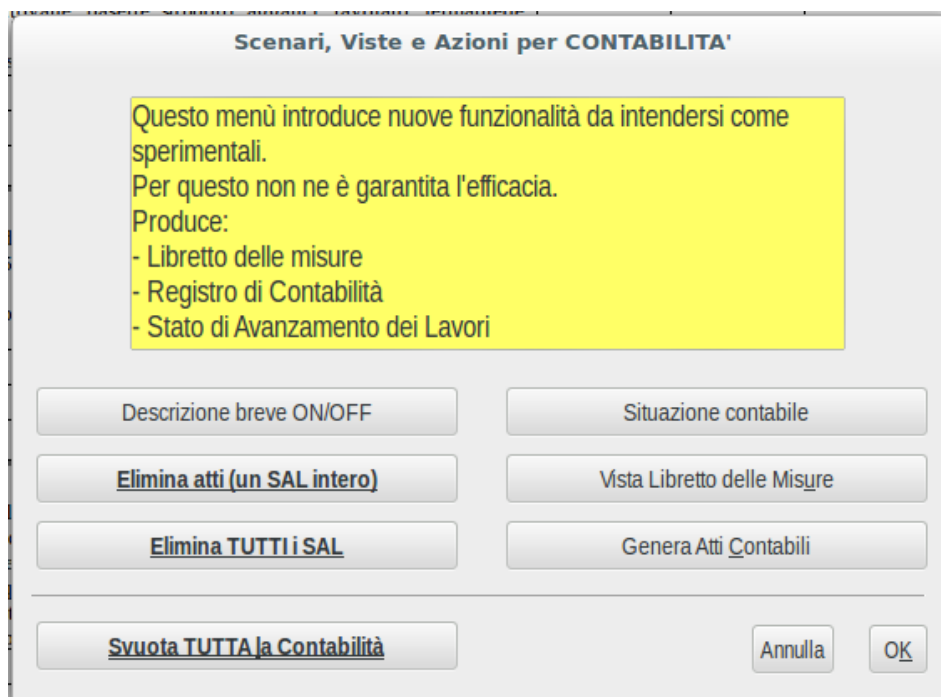 Scenari, Viste e Azioni per CONTABILITA'
Questo menù introduce nuove funzionalità da intendersi come
sperimentali.
Per questo non ne è garantita l'efficacia.
Produce:
- Libretto delle misure
- Registro di Contabilità
- Stato di Avanzamento dei Lavori
Descrizione breve ON/OFF
Situazione contabile
Elimina atti (un SAL intero)
Vista Libretto delle Misure
Elimina TUTTI i SAL
Genera Atti Contabili
Svuota TUTTA la Contabilità
Annulla
OK